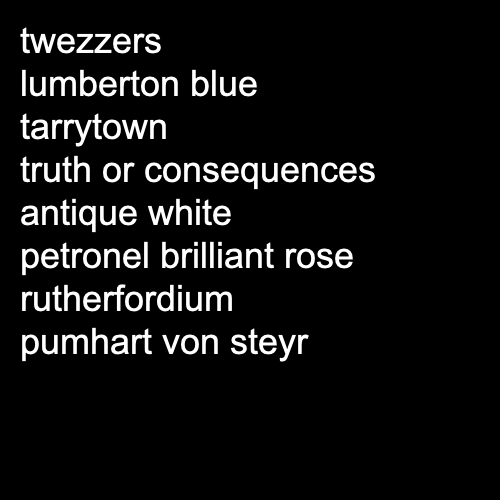 twezzers
lumberton blue
tarrytown
truth or consequences
antique white
petronel brilliant rose
rutherfordium
pumhart von steyr